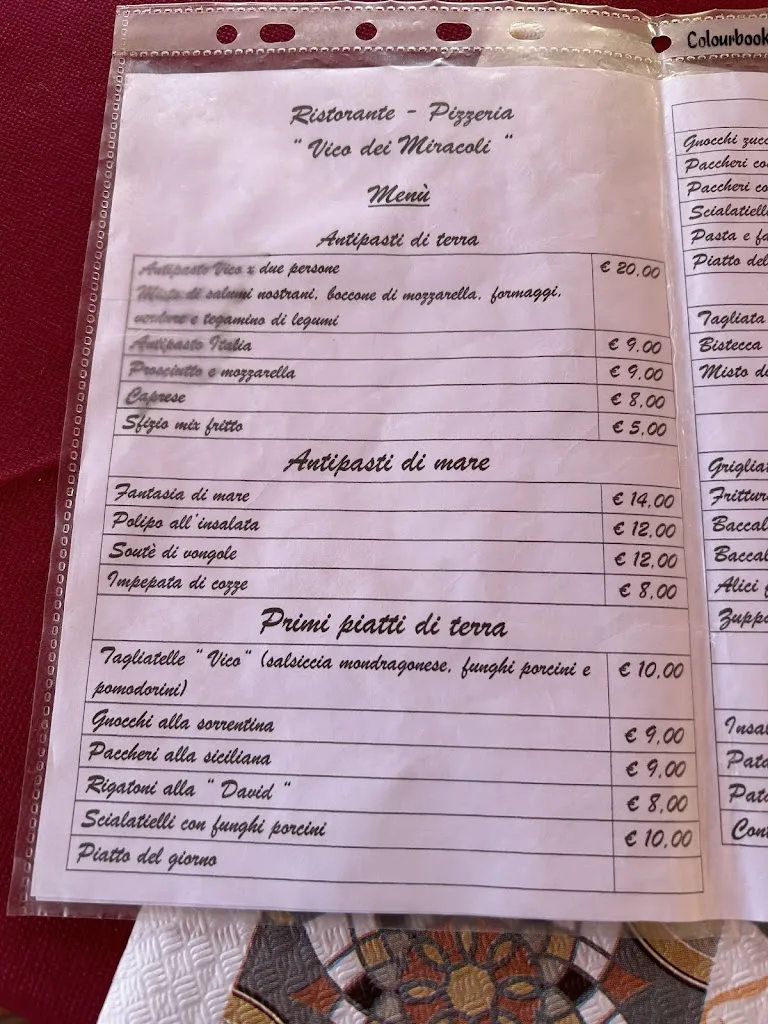 Colourbook
Ristorante - Pizzeria
" Vico dei Miracoli "
Menù
Antipasti di terra
Antipasto Vico x due persone € 20,00
Misto di salumi nostrani, boccone di mozzarella, formaggi,
verdure e tegamino di legumi
Antipasto Italia € 9,00
Prosciutto e mozzarella € 9,00
Caprese € 8,00
Sfizio mix fritto € 5,00
Antipasti di mare
Fantasia di mare € 14,00
Polipo all'insalata € 12,00
Soutè di vongole € 12,00
Impepata di cozze € 8,00
Primi piatti di terra
Tagliatelle " Vico" (salsiccia mondragonese, funghi porcini e € 10,00
pomodorini)
Gnocchi alla sorrentina € 9,00
Paccheri alla siciliana € 9,00
Rigatoni alla " David " € 8,00
Scialatielli con funghi porcini € 10,00
Piatto del giorno
Gnocchi
Paccheri
Paccheri
Pasta e
Piatto
Tagliata
Bistecca
Misto
Alici